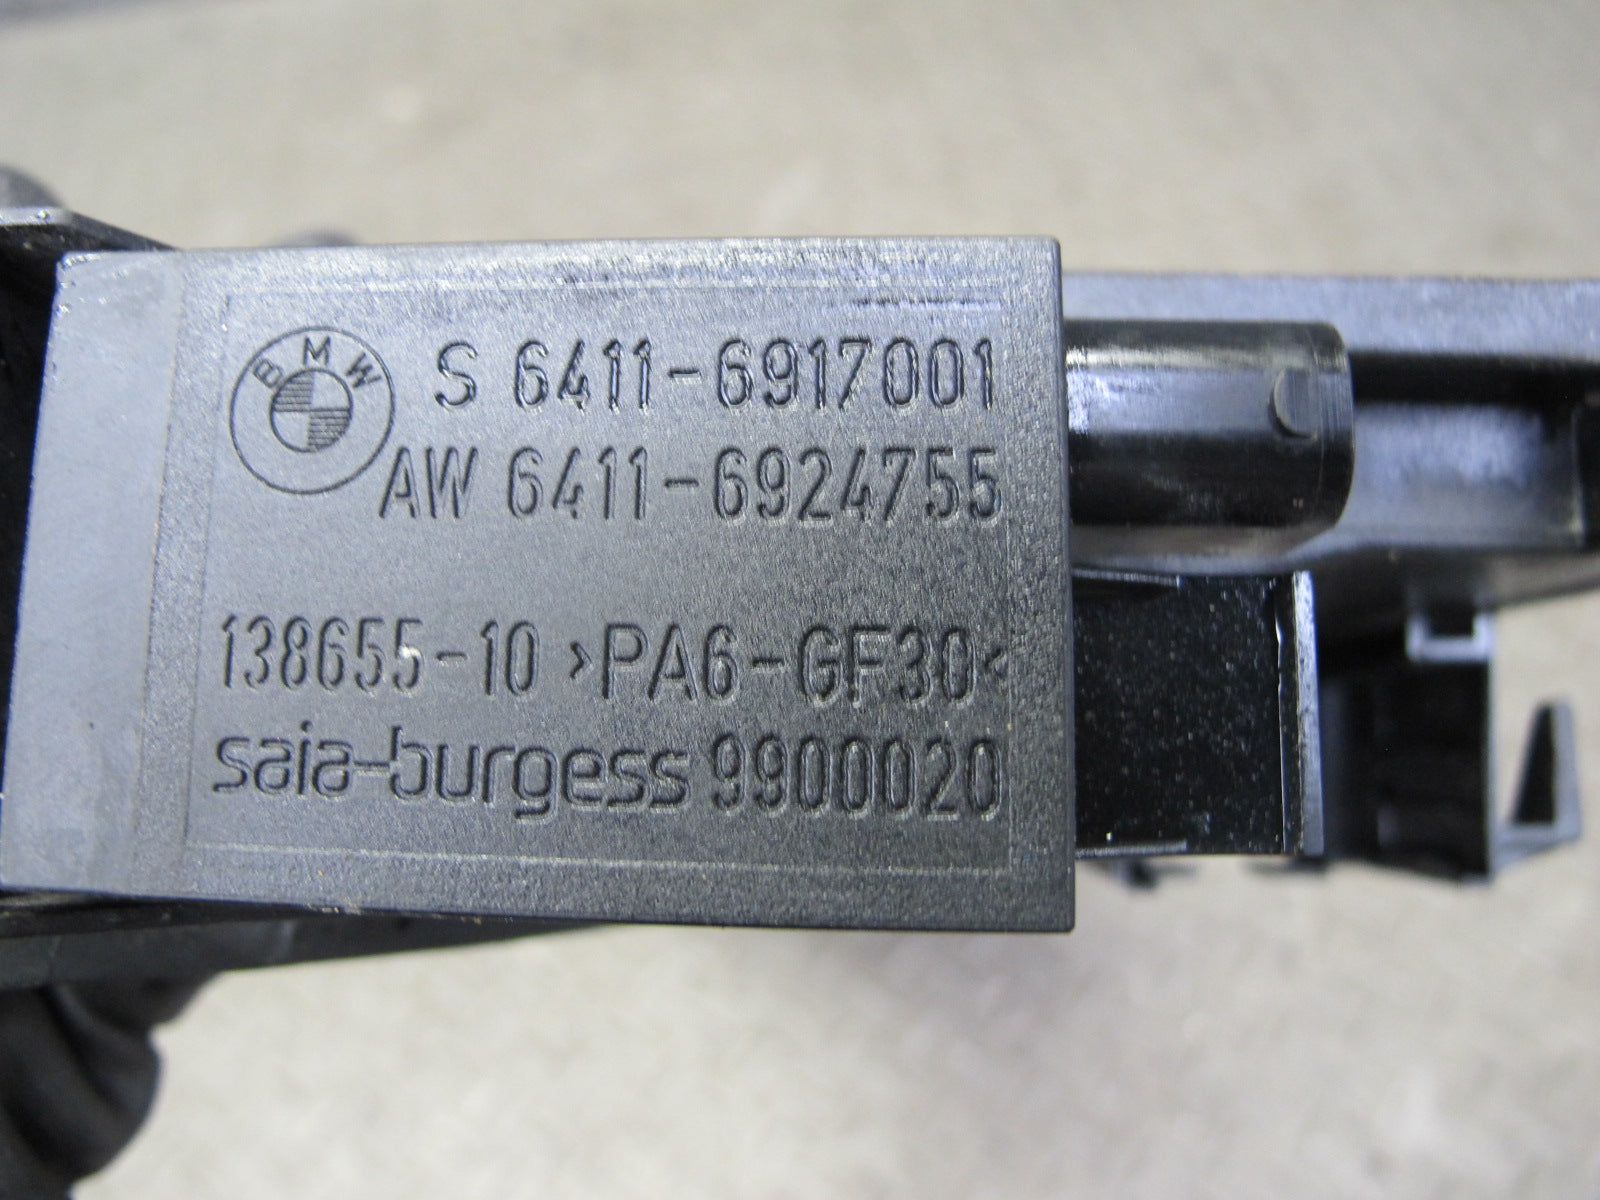 BMW
S 6411-6917001
AW 6411-6924755
138655-10 >PA6-GF30<
saia-burgess 9900020